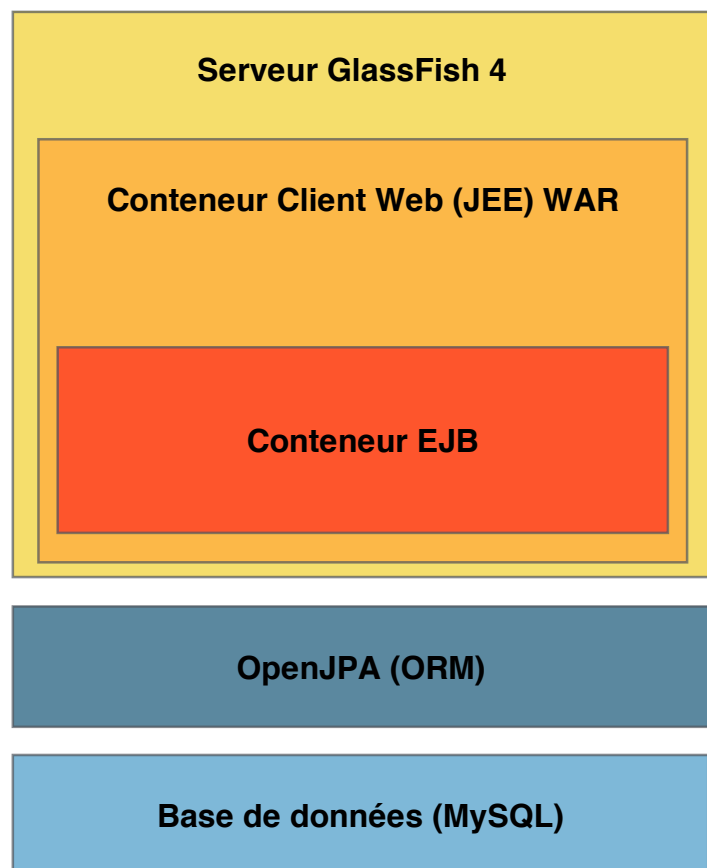 Serveur GlassFish 4
Conteneur Client Web (JEE) WAR
Conteneur EJB
OpenJPA (ORM)
Base de données (MySQL)